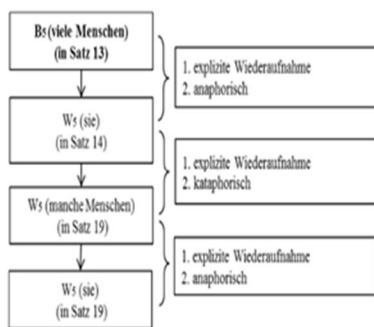 B₅ (viele Menschen)
(in Satz 13)
1. explizite Wiederaufnahme
2. anaphorisch
W₅ (sie)
(in Satz 14)
1. explizite Wiederaufnahme
2. kataphorisch
W₅ (manche Menschen)
(in Satz 19)
1. explizite Wiederaufnahme
2. anaphorisch
W₅ (sie)
(in Satz 19)